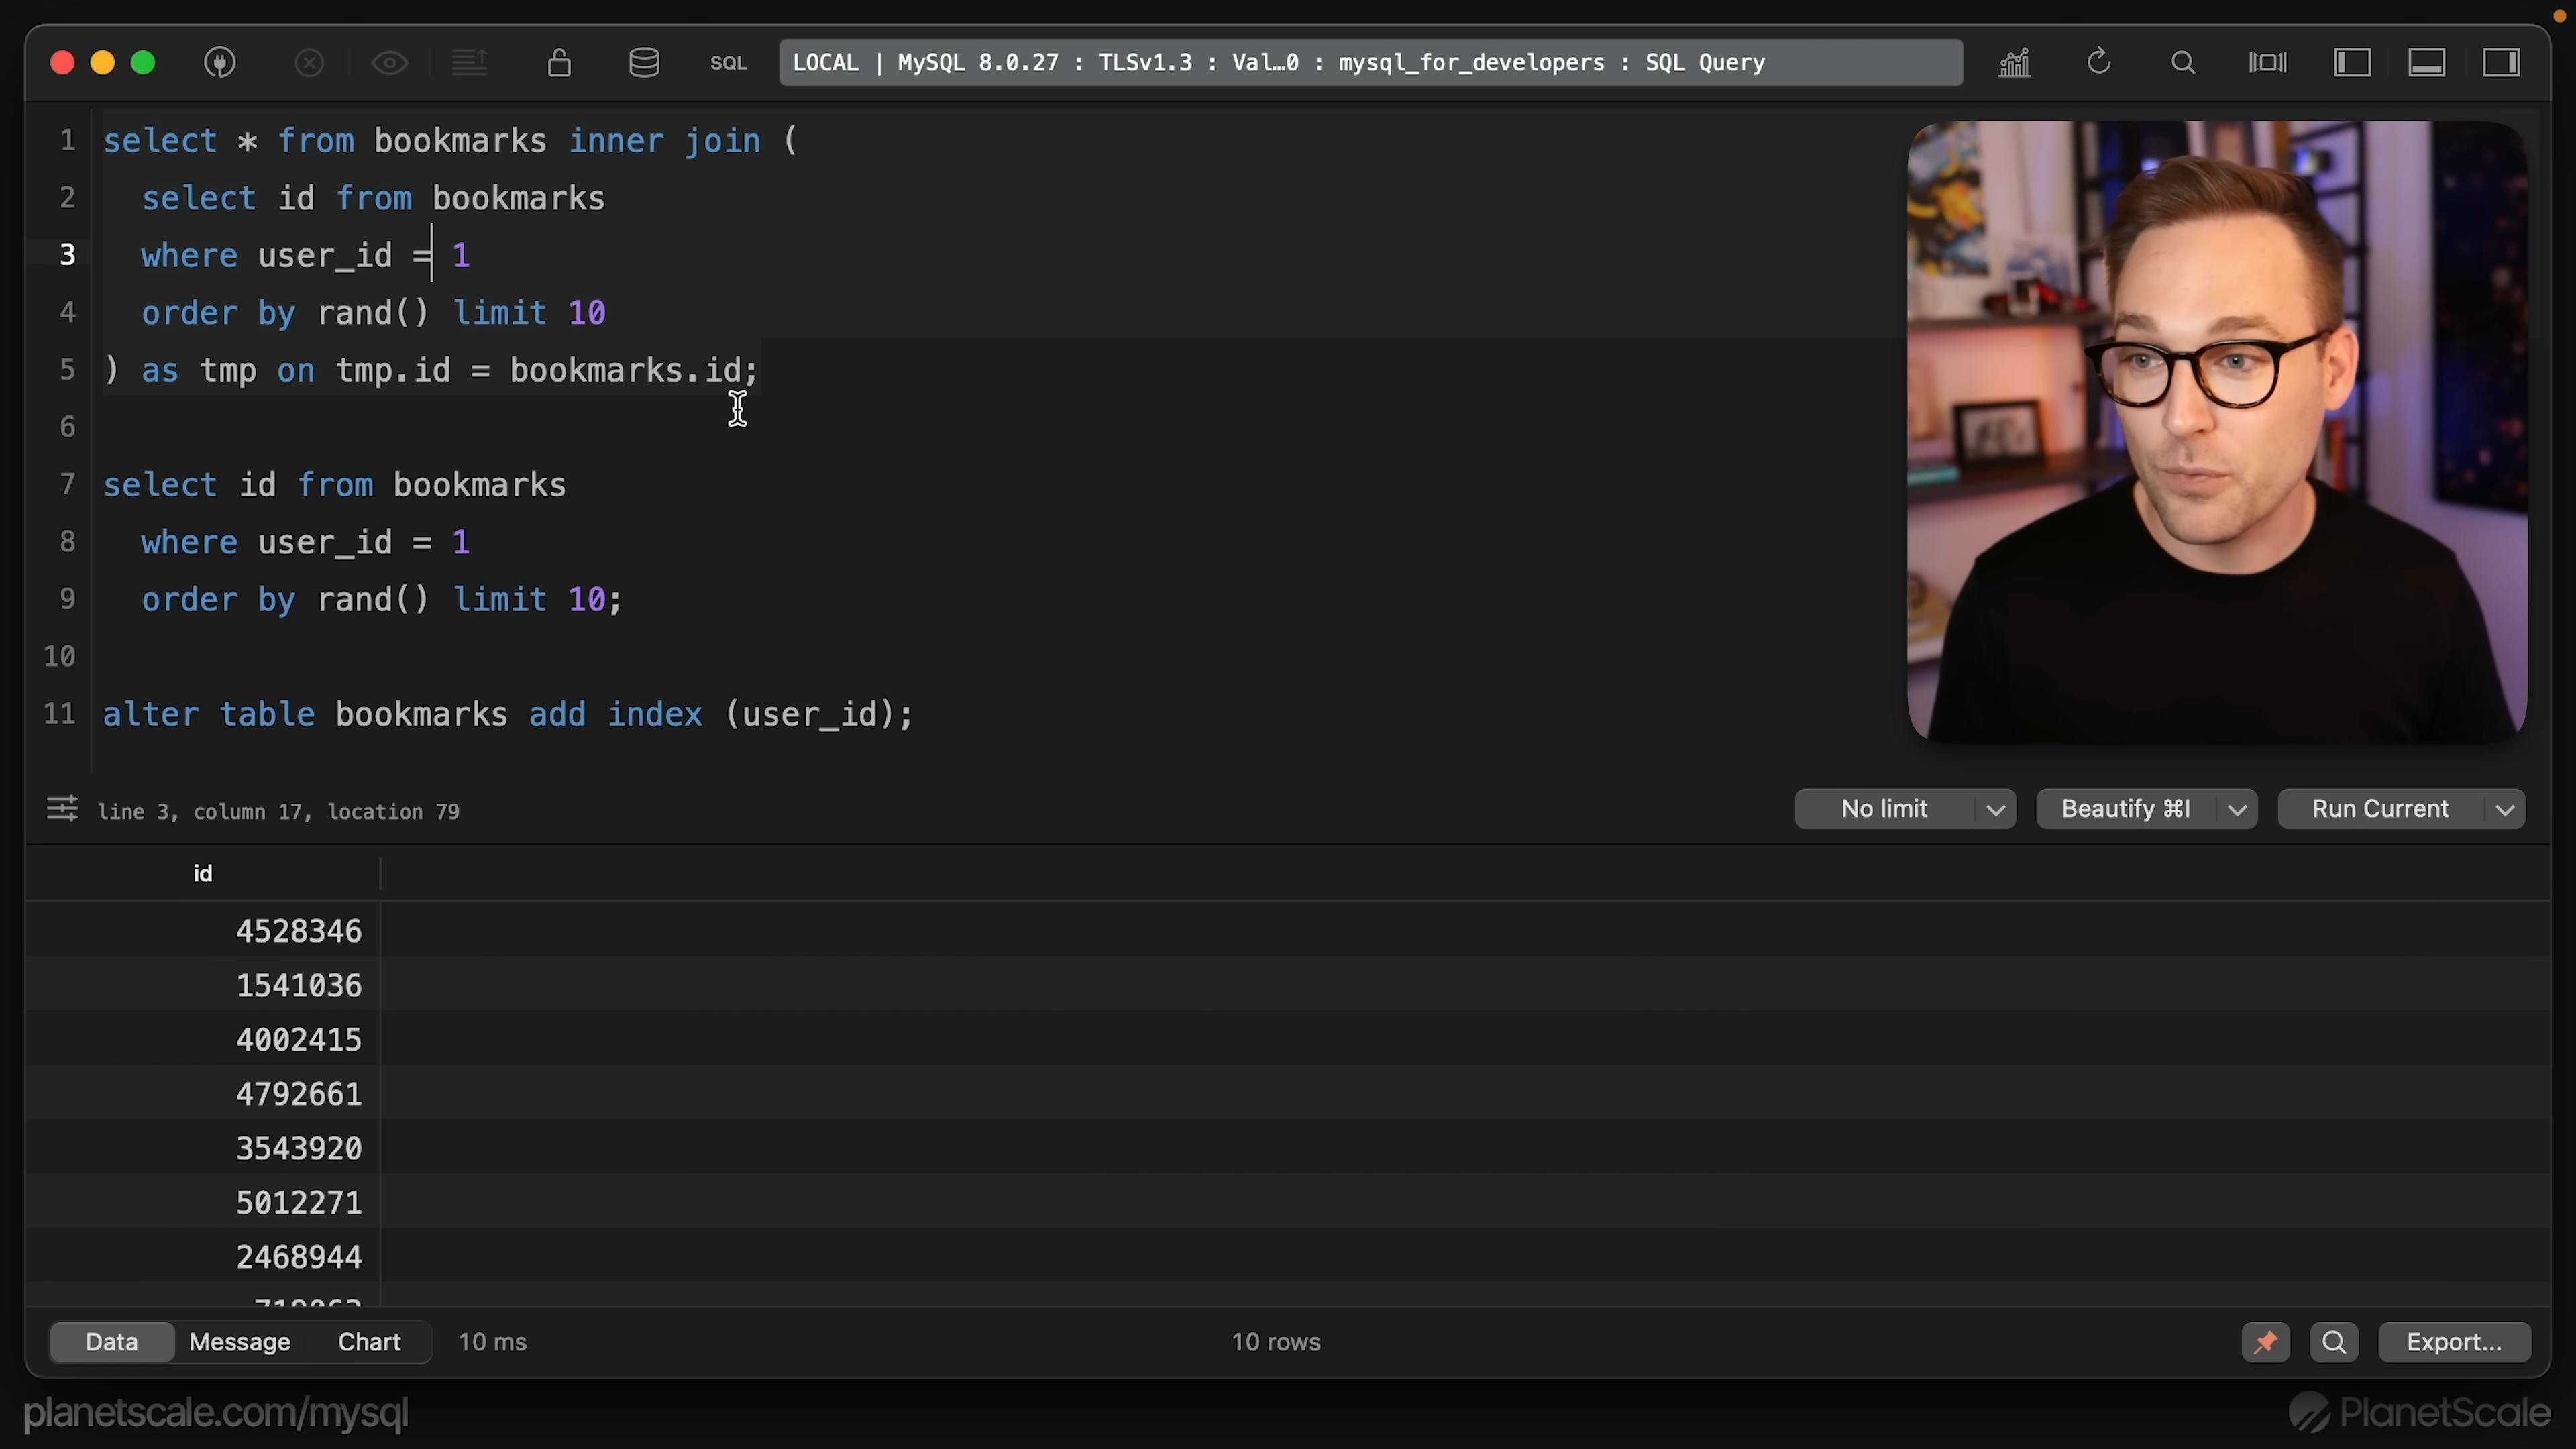 SQL
LOCAL | MySQL 8.0.27 : TLSv1.3 : Val…0 : mysql_for_developers : SQL Query
1 select * from bookmarks inner join (
2 select id from bookmarks
3 where user_id = 1
4 order by rand() limit 10
5 ) as tmp on tmp.id = bookmarks.id;
6
7 select id from bookmarks
8 where user_id = 1
9 order by rand() limit 10;
10
11 alter table bookmarks add index (user_id);
line 3, column 17, location 79
No limit
Beautify ⌘I
Run Current
id
4528346
1541036
4002415
4792661
3543920
5012271
2468944
Data
Message
Chart
10 ms
10 rows
Export...
planetscale.com/mysql
PlanetScale